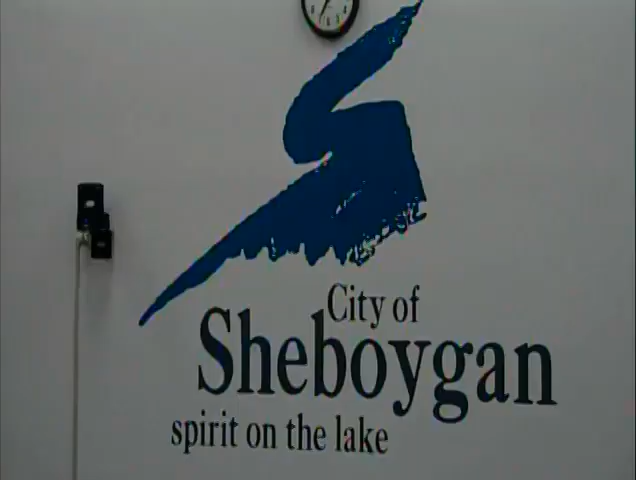 City of
Sheboygan
spirit on the lake